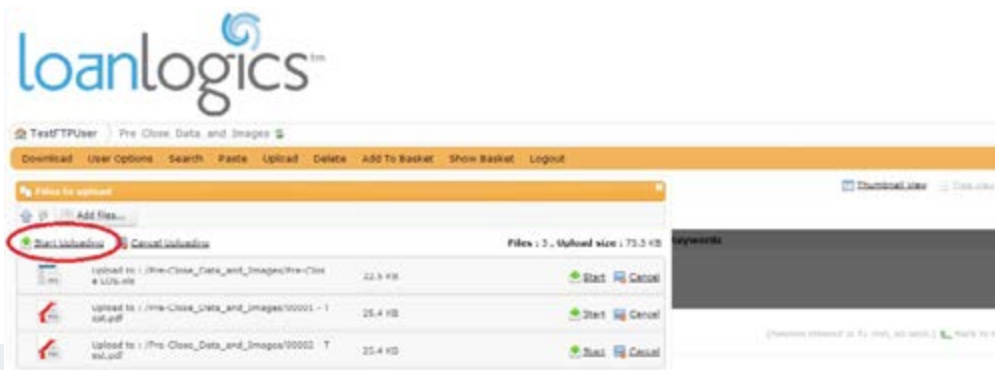 loanlogics™
TestFTPUser Pre Close Data and Images
Download User Options Search Paste Upload Delete Add To Basket Show Basket Logout
Files to upload
Thumbnail view
Add files...
Start Uploading Cancel Uploading Files : 3 , Upload size : 73.3 KB
keywords
Upload to : /Pre-Close_Data_and_Images/Pre-Clos
e LOS.xls
22.5 KB
Start Cancel
Upload to : /Pre-Close_Data_and_Images/00001 - T
est.pdf
25.4 KB
Start Cancel
Upload to : /Pre-Close_Data_and_Images/00002 T
est.pdf
25.4 KB
Start Cancel